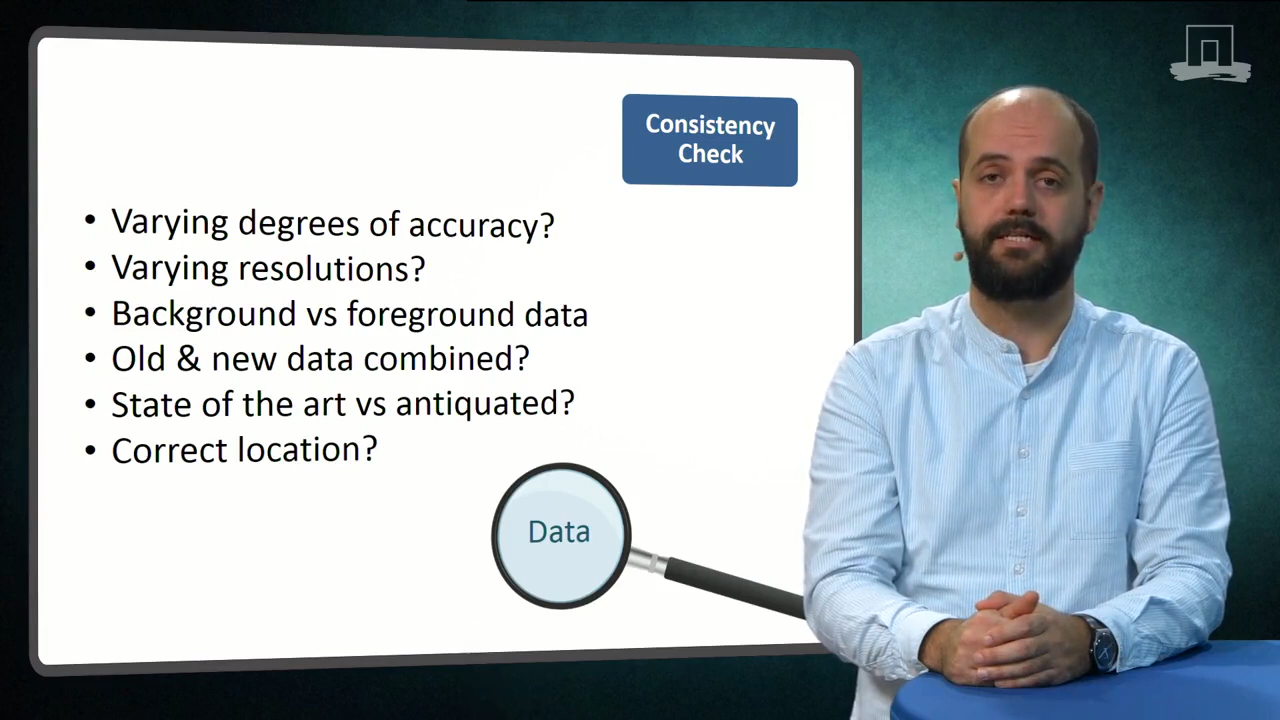 Consistency
Check
• Varying degrees of accuracy?
• Varying resolutions?
• Background vs foreground data
• Old & new data combined?
• State of the art vs antiquated?
• Correct location?
Data